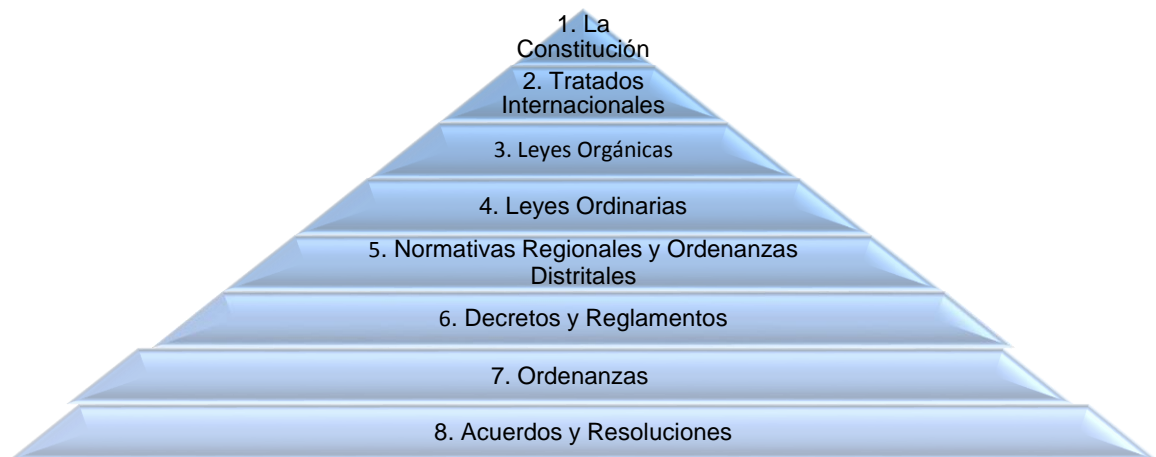 1. La
Constitución
2. Tratados
Internacionales
3. Leyes Orgánicas
4. Leyes Ordinarias
5. Normativas Regionales y Ordenanzas
Distritales
6. Decretos y Reglamentos
7. Ordenanzas
8. Acuerdos y Resoluciones